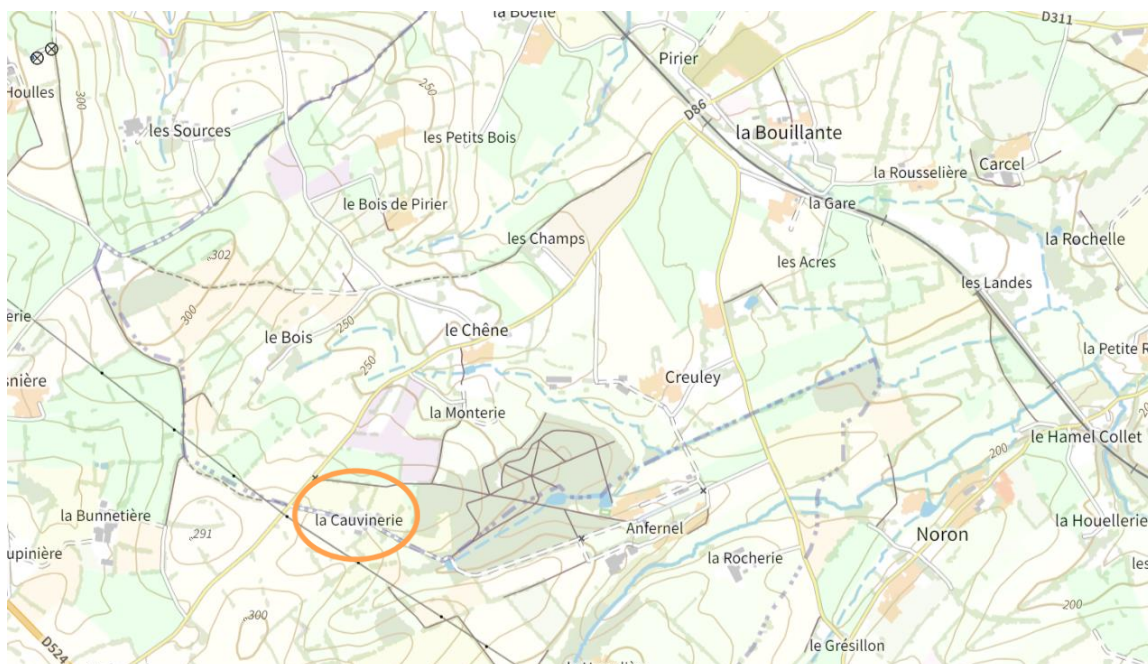 la Boelle
D311
Pirier
Houlles
300
250
D86
les Sources
les Petits Bois
la Bouillante
la Rousselière
Carcel
la Gare
le Bois de Pirier
les Champs
la Rochelle
302
les Acres
les Landes
300
le Bois
250
le Chêne
250
la Petite R
Creuley
la Monterie
le Hamel Collet
200
la Cauvinerie
la Bunnetière
Anfernel
la Houellerie
291
Noron
upinière
la Rocherie
les
300
200
D524
le Grésillon